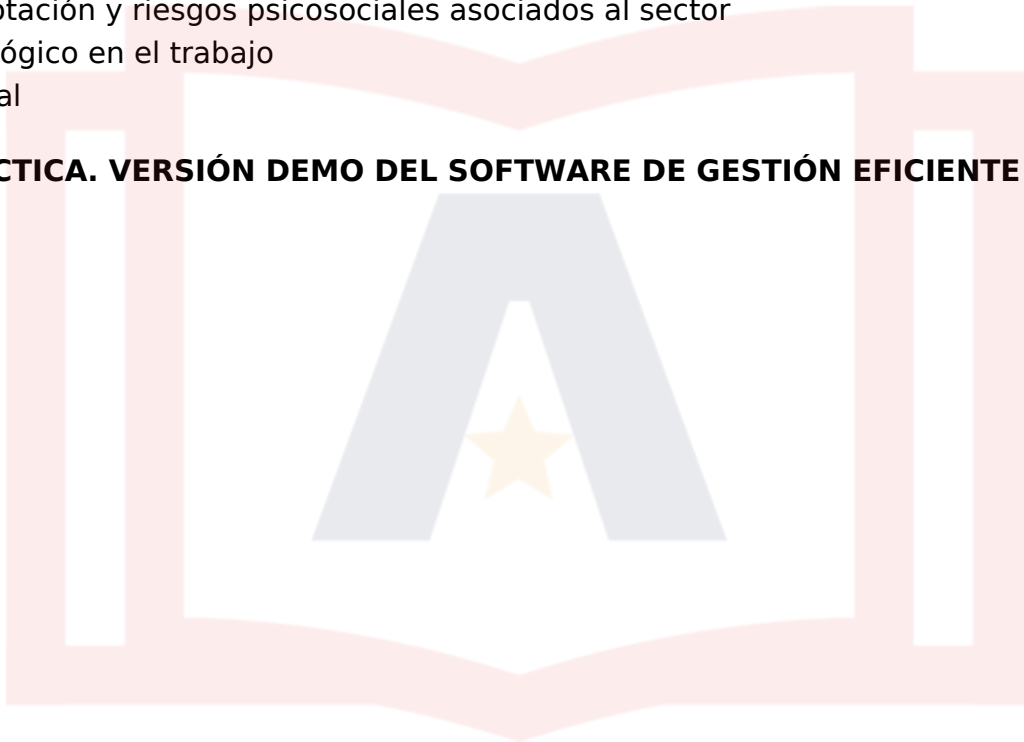 otación y riesgos psicosociales asociados al sector
ógico en el trabajo
al
CTICA. VERSIÓN DEMO DEL SOFTWARE DE GESTIÓN EFICIENTE